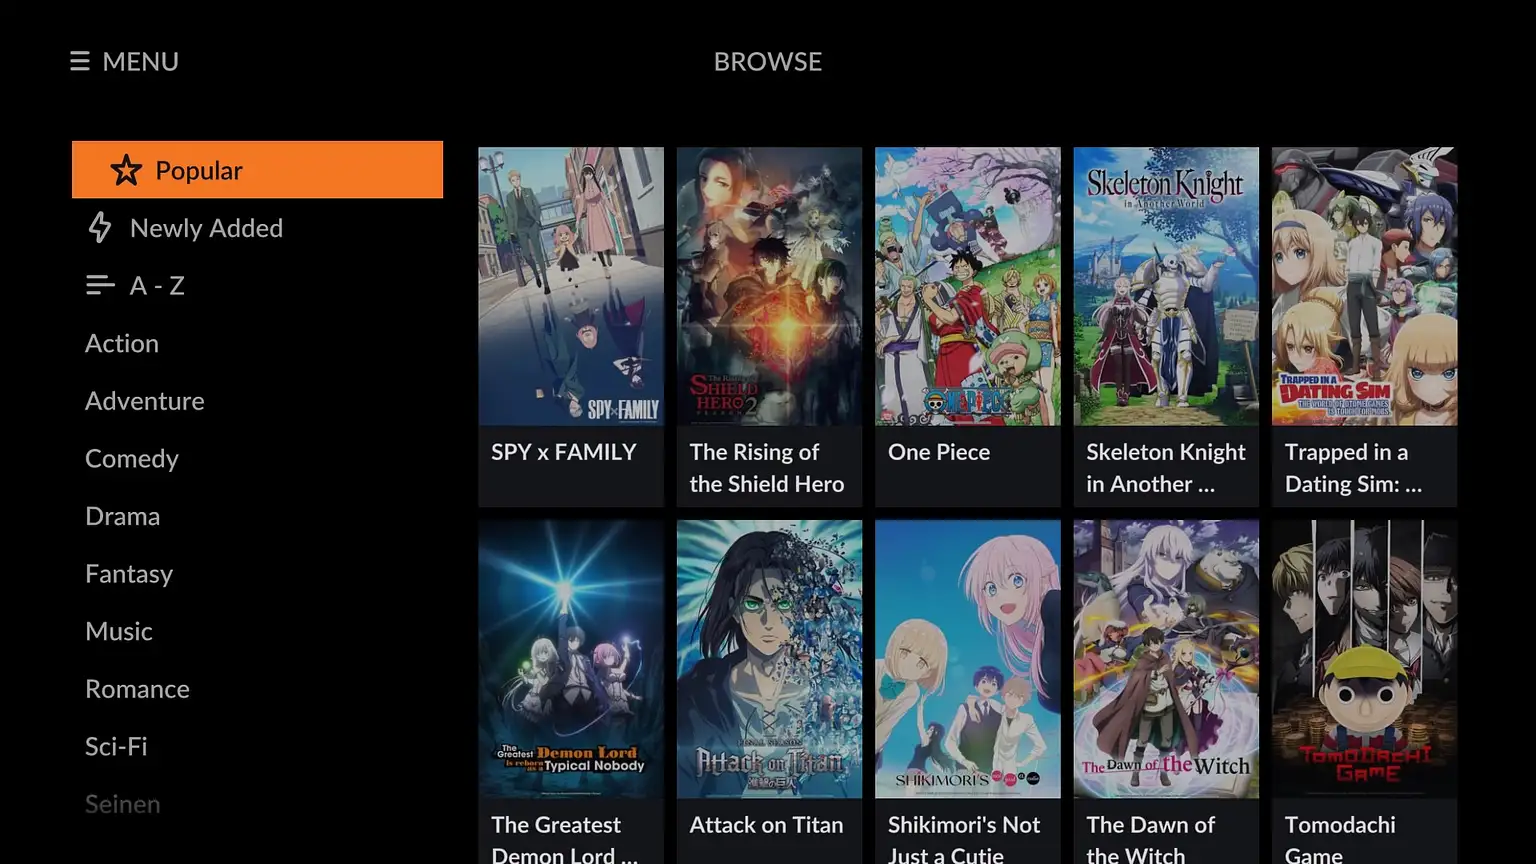 MENU
BROWSE
Popular
Newly Added
A - Z
Action
Adventure
Comedy
Drama
Fantasy
Music
Romance
Sci-Fi
Seinen
SPY x FAMILY
SPY x FAMILY
The Rising of
SHIELD
HERO 2
The Rising of
the Shield Hero
ONE PIECE
One Piece
Skeleton Knight
in Another World
Skeleton Knight
in Another ...
TRAPPED IN A
DATING SIM
THE WORLD OF OTOME GAMES
IS TOUGH FOR MOBS
Trapped in a
Dating Sim: ...
The
Greatest Demon Lord
is reborn
as a Typical Nobody
The Greatest
Demon Lord ...
FINAL SEASON
Attack on Titan
進撃の巨人
Attack on Titan
SHIKIMORI'S
Shikimori's Not
Just a Cutie
The Dawn of the Witch
The Dawn of
the Witch
TOMODACHI
GAME
Tomodachi
Game